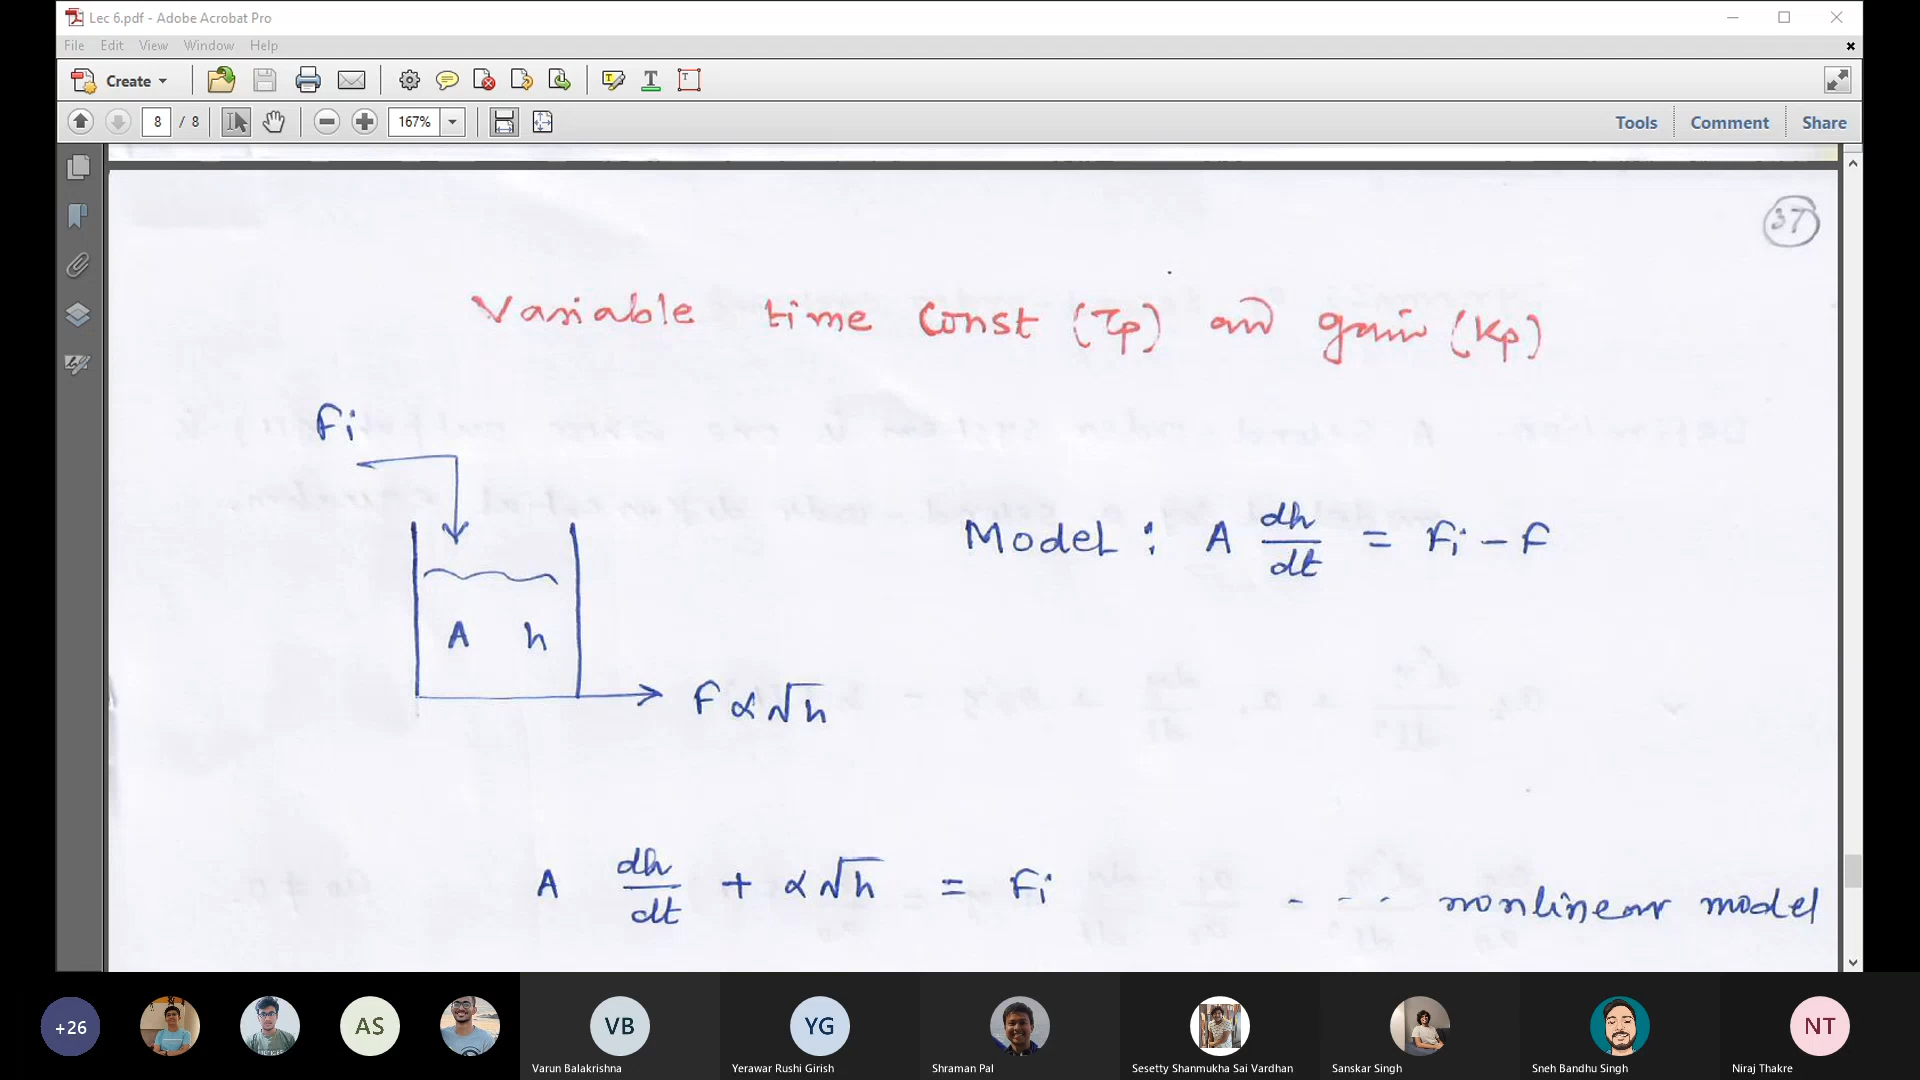 Lec 6.pdf - Adobe Acrobat Pro
File Edit View Window Help
Create
8 / 8 167% Tools Comment Share
37
Variable time const (τp) and gain (Kp)
Fi
Model : A dh/dt = Fi - F
A h
F α √h
A dh/dt + α√h = Fi - - - nonlinear model
+26 AS VB YG NT
Varun Balakrishna Yerawar Rushi Girish Shraman Pal Sesetty Shanmukha Sai Vardhan Sanskar Singh Sneh Bandhu Singh Niraj Thakre